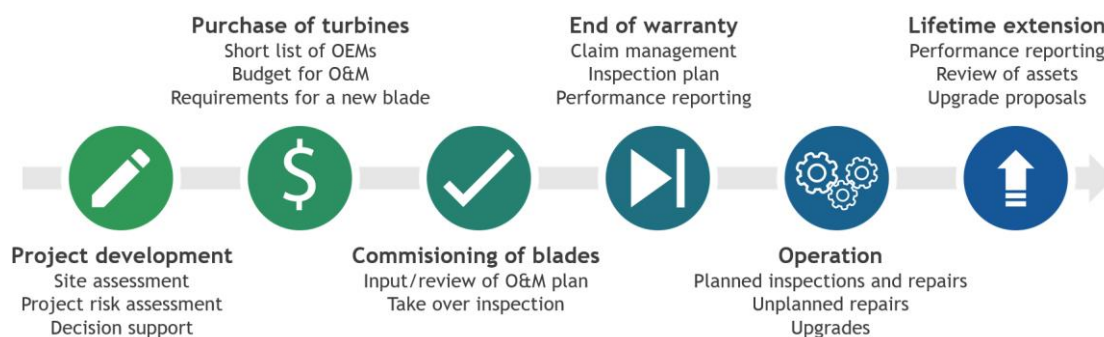 Purchase of turbines
Short list of OEMs
Budget for O&M
Requirements for a new blade
End of warranty
Claim management
Inspection plan
Performance reporting
Lifetime extension
Performance reporting
Review of assets
Upgrade proposals
$
Project development
Site assessment
Project risk assessment
Decision support
Commisioning of blades
Input/review of O&M plan
Take over inspection
Operation
Planned inspections and repairs
Unplanned repairs
Upgrades